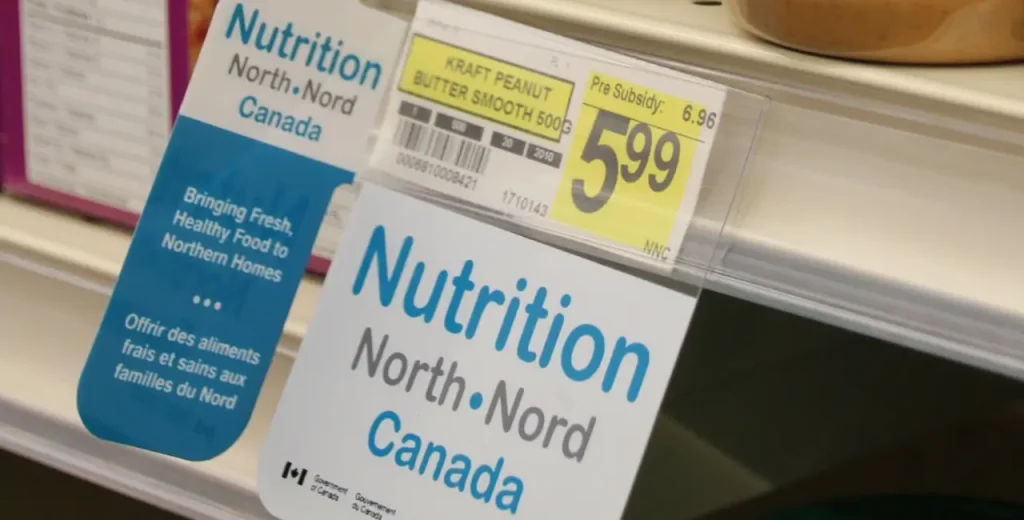 Nutrition
North•Nord
Canada
Bringing Fresh,
Healthy Food to
Northern Homes
•••
Offrir des aliments
frais et sains aux
familles du Nord
KRAFT PEANUT
BUTTER SMOOTH 500G
20 2010
00006810008421
1710143
Pre Subsidy: 6.96
5.99
NNC
Nutrition
North•Nord
Canada
Government
of Canada
Gouvernement
du Canada